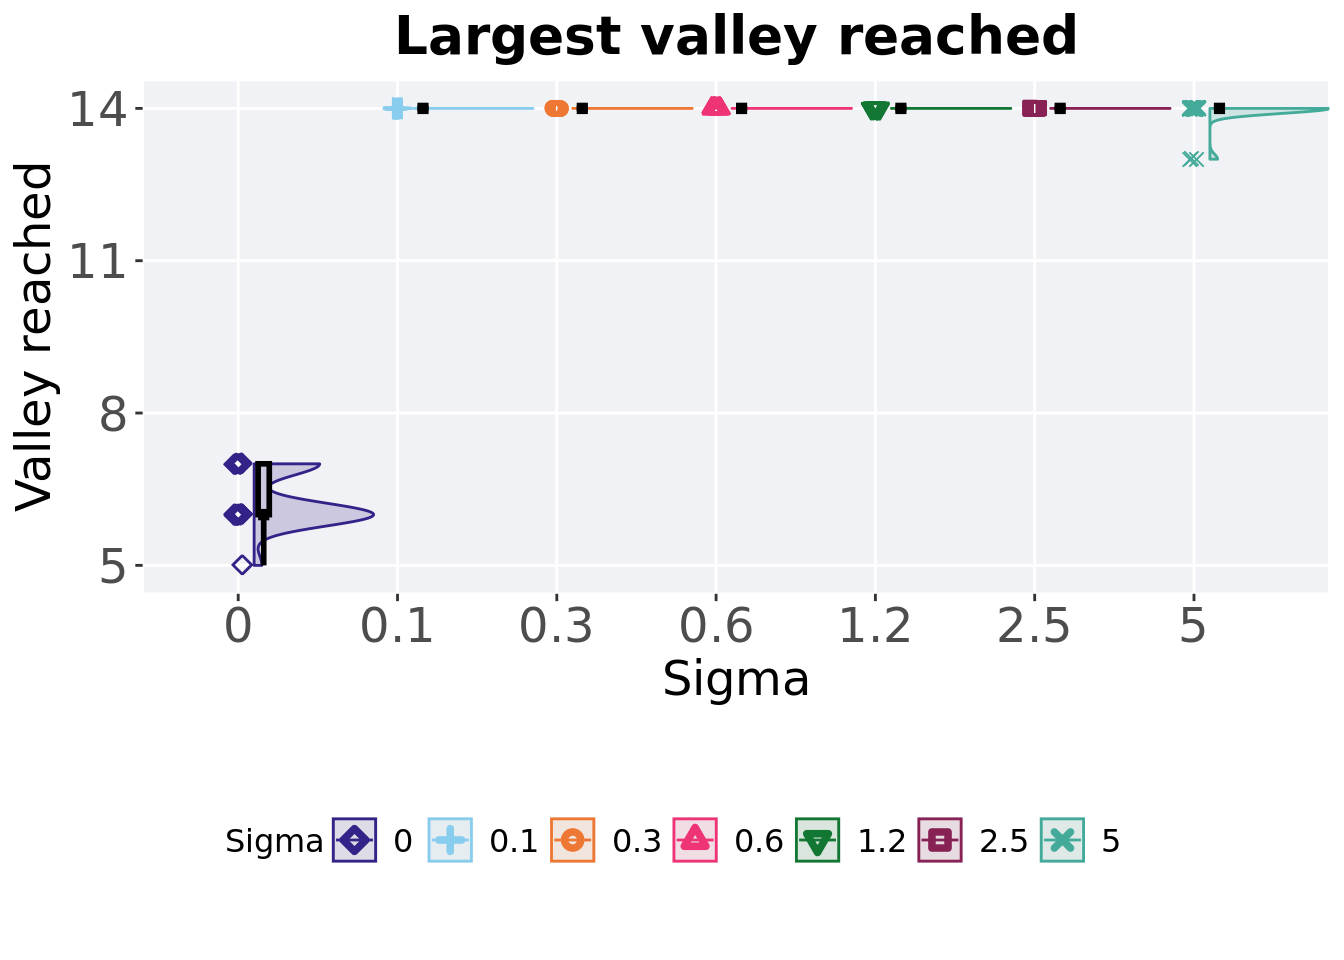 Largest valley reached
Valley reached
14
11
8
5
0 0.1 0.3 0.6 1.2 2.5 5
Sigma
Sigma 0 0.1 0.3 0.6 1.2 2.5 5